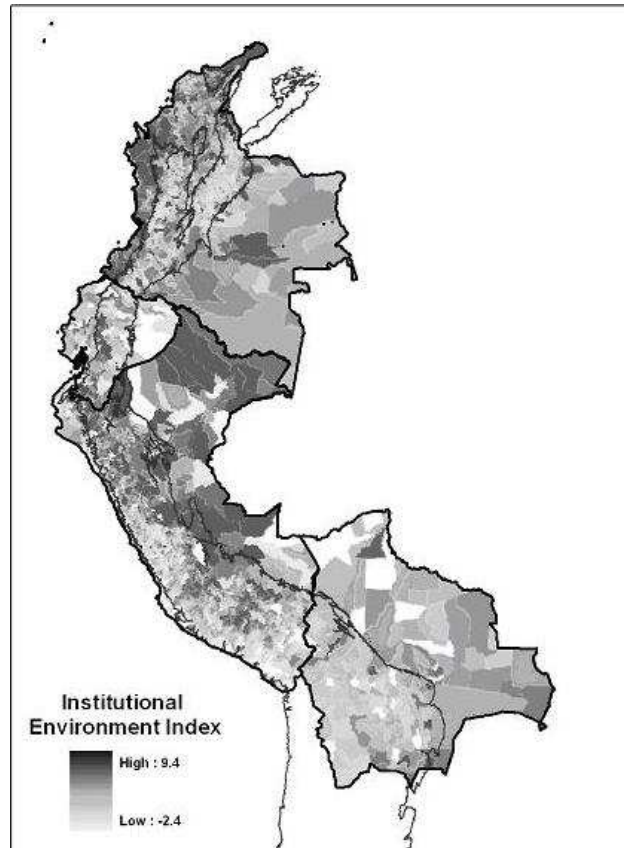 Institutional
Environment Index
High : 9.4
Low : -2.4